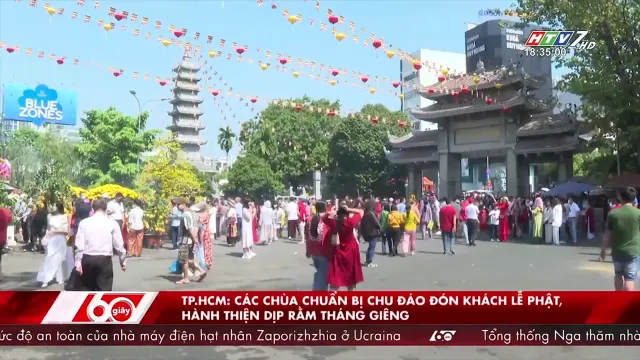 HTV7 HD
18:35:00
BLUE
ZONES
60 giây
TP.HCM: CÁC CHÙA CHUẨN BỊ CHU ĐÁO ĐÓN KHÁCH LỄ PHẬT,
HÀNH THIỆN DỊP RẰM THÁNG GIÊNG
ức độ an toàn của nhà máy điện hạt nhân Zaporizhzhia ở Ucraina 60 Tổng thống Nga thăm nhà